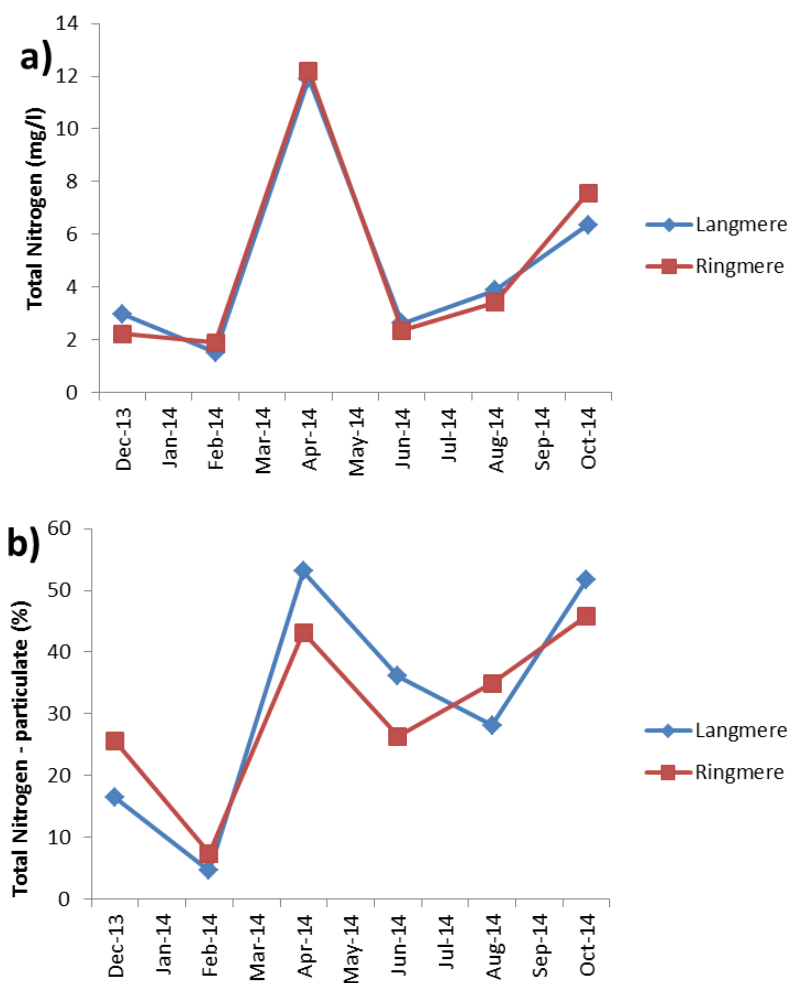 a)
Total Nitrogen (mg/l)
14
12
10
8
6
4
2
0
Dec-13
Jan-14
Feb-14
Mar-14
Apr-14
May-14
Jun-14
Jul-14
Aug-14
Sep-14
Oct-14
Langmere
Ringmere
b)
Total Nitrogen - particulate (%)
60
50
40
30
20
10
0
Dec-13
Jan-14
Feb-14
Mar-14
Apr-14
May-14
Jun-14
Jul-14
Aug-14
Sep-14
Oct-14
Langmere
Ringmere